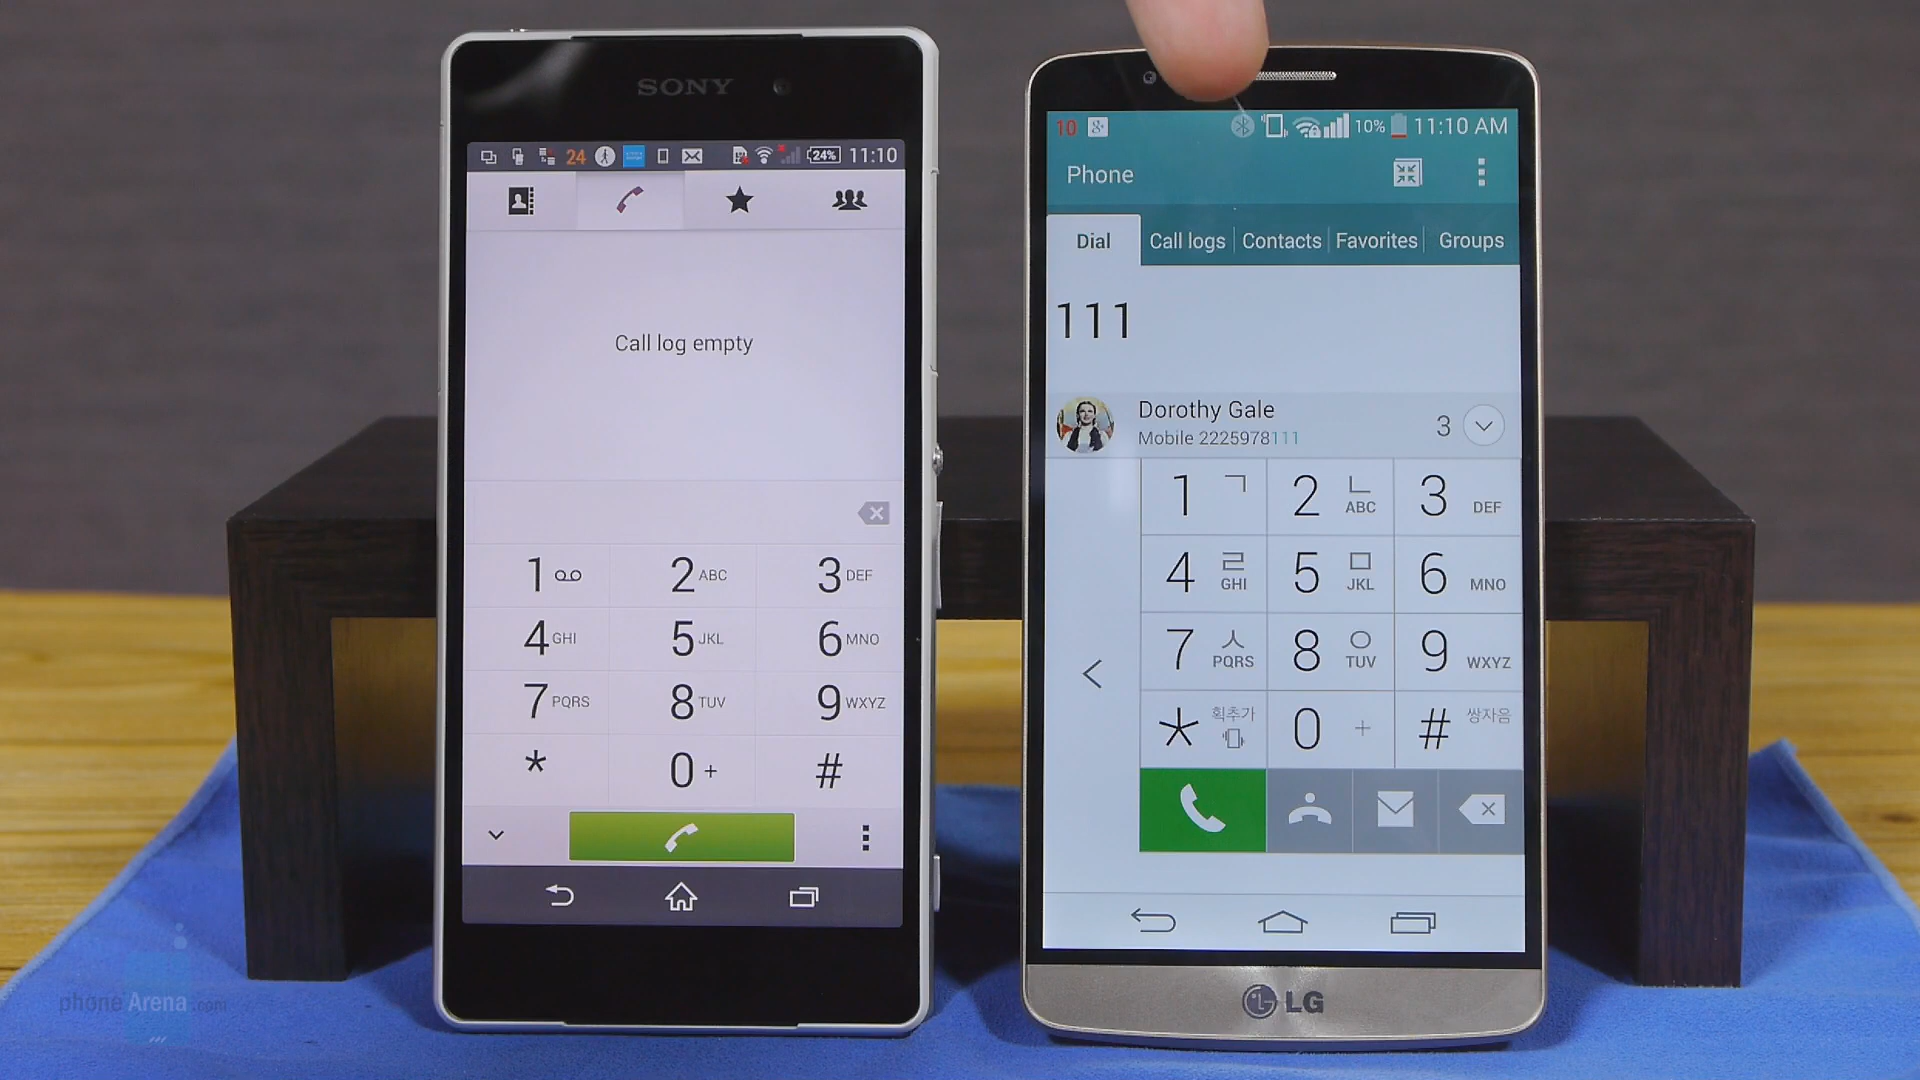 SONY
24 24% 11:10
Call log empty
1
2 ABC
3 DEF
4 GHI
5 JKL
6 MNO
7 PQRS
8 TUV
9 WXYZ
*
0 +
#
10 8+ 10% 11:10 AM
Phone
Dial Call logs Contacts Favorites Groups
111
Dorothy Gale
Mobile 2225978111
3
1 ㄱ
2 ㄴ ABC
3 DEF
4 ㄹ GHI
5 ㅁ JKL
6 MNO
7 ㅅ PQRS
8 ㅇ TUV
9 WXYZ
* 획추가
0 +
# 쌍자음
LG
phoneArena.com